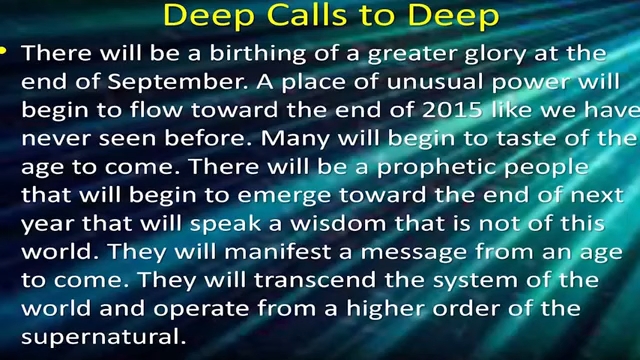 Deep Calls to Deep
• There will be a birthing of a greater glory at the
end of September. A place of unusual power will
begin to flow toward the end of 2015 like we have
never seen before. Many will begin to taste of the
age to come. There will be a prophetic people
that will begin to emerge toward the end of next
year that will speak a wisdom that is not of this
world. They will manifest a message from an age
to come. They will transcend the system of the
world and operate from a higher order of the
supernatural.